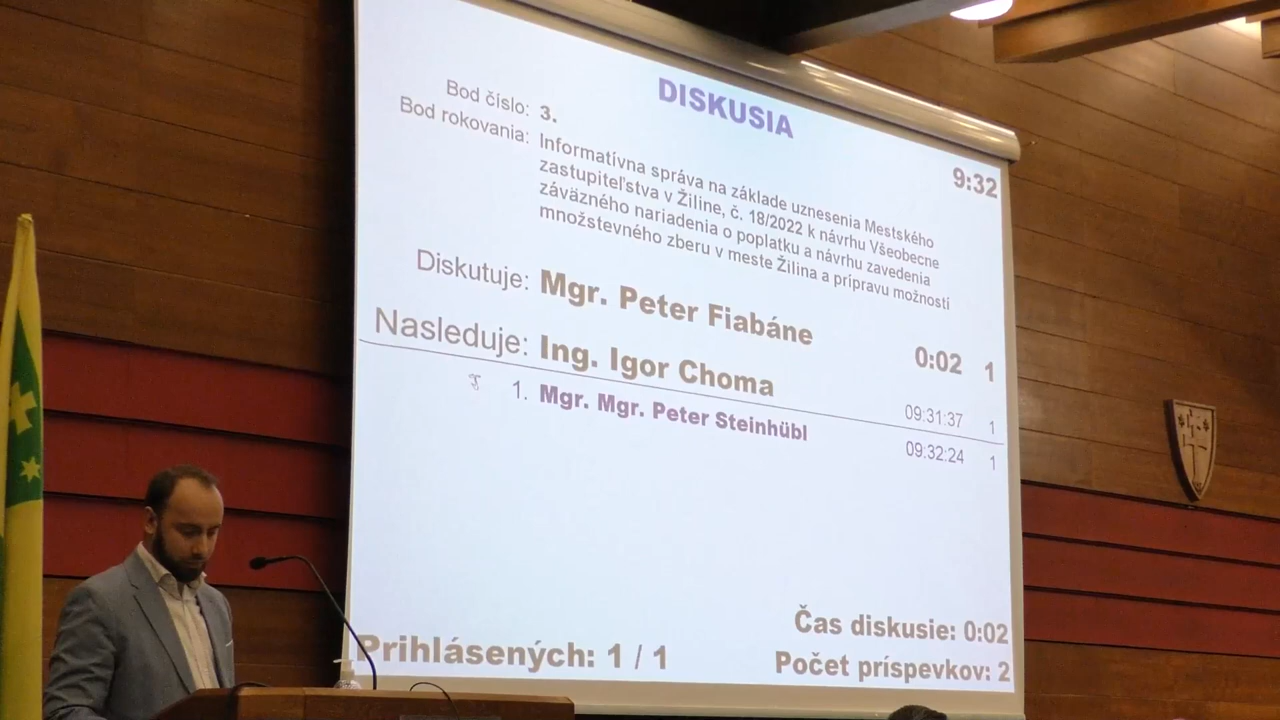 DISKUSIA
9:32
Bod číslo: 3.
Bod rokovania: Informatívna správa na základe uznesenia Mestského
zastupiteľstva v Žiline, č. 18/2022 k návrhu Všeobecne
záväzného nariadenia o poplatku a návrhu zavedenia
množstevného zberu v meste Žilina a prípravu možnosti
Diskutuje: Mgr. Peter Fiabáne 0:02 1
Nasleduje: Ing. Igor Choma 09:31:37 1
1. Mgr. Mgr. Peter Steinhübl 09:32:24 1
Čas diskusie: 0:02
Prihlásených: 1 / 1
Počet príspevkov: 2